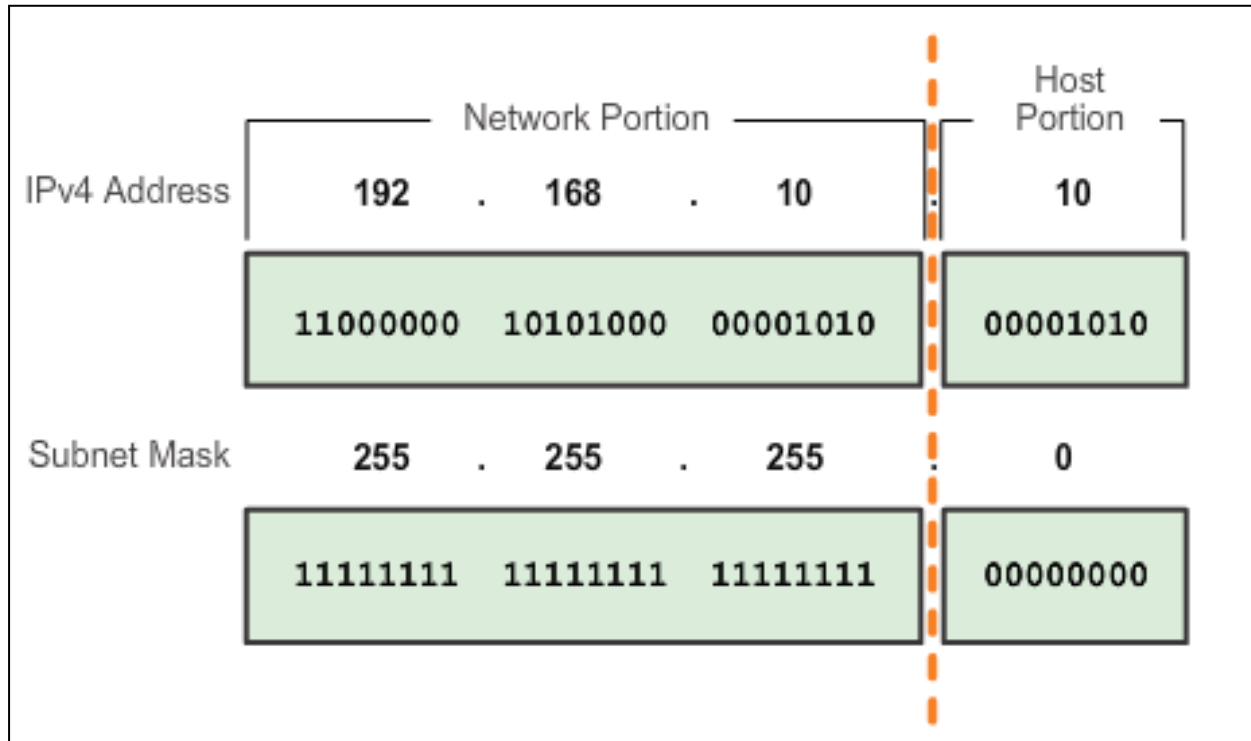 Network Portion
Host
Portion
IPv4 Address 192 . 168 . 10 . 10
11000000 10101000 00001010 00001010
Subnet Mask 255 . 255 . 255 . 0
11111111 11111111 11111111 00000000